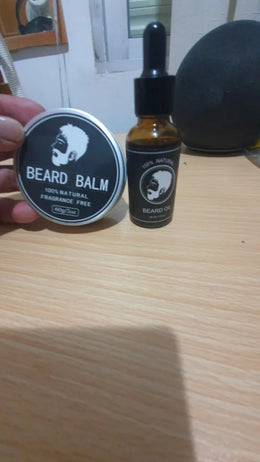 BEARD BALM
100% NATURAL
FRAGRANCE FREE
60g/2oz
100% NATURAL
BEARD OIL